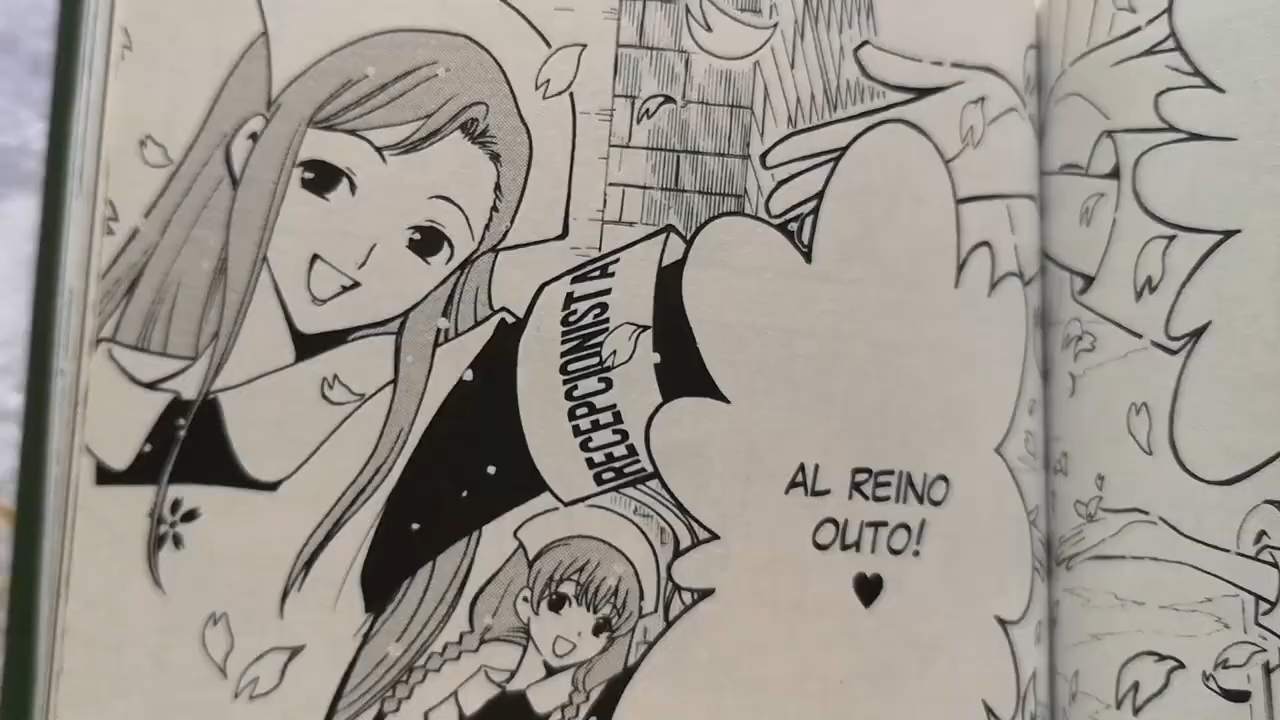 RECEPCIONISTA
AL REINO
OUTO!
♥